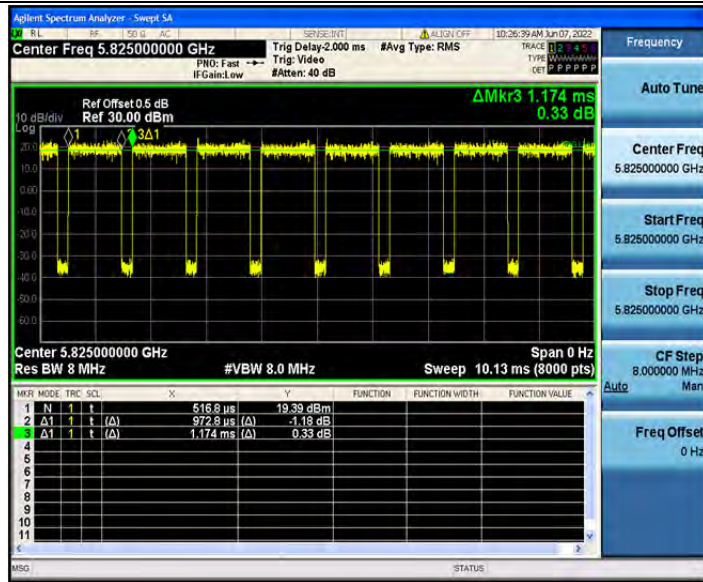 Agilent Spectrum Analyzer - Swept SA
RL RF 50 Ω AC SENSE:INT ALIGN OFF 10:26:39 AM Jun 07, 2022
Center Freq 5.825000000 GHz
PNO: Fast
IFGain:Low
Trig Delay-2.000 ms
Trig: Video
#Atten: 40 dB
#Avg Type: RMS
TRACE 1 2 3 4 5 6
TYPE
DET P P P P P P
ΔMkr3 1.174 ms
0.33 dB
Ref Offset 0.5 dB
10 dB/div Ref 30.00 dBm
Log
1 3Δ1
20.0
10.0
0.00
-10.0
-20.0
-30.0
-40.0
-50.0
-60.0
Center 5.825000000 GHz Span 0 Hz
Res BW 8 MHz #VBW 8.0 MHz Sweep 10.13 ms (8000 pts)
MKR MODE TRC SCL X Y FUNCTION FUNCTION WIDTH FUNCTION VALUE
1 N 1 t 516.8 µs 19.39 dBm
2 Δ1 1 t (Δ) 972.8 µs (Δ) -1.18 dB
3 Δ1 1 t (Δ) 1.174 ms (Δ) 0.33 dB
4
5
6
7
8
9
10
11
MSG STATUS
Frequency
Auto Tune
Center Freq
5.825000000 GHz
Start Freq
5.825000000 GHz
Stop Freq
5.825000000 GHz
CF Step
8.000000 MHz
Auto Man
Freq Offset
0 Hz